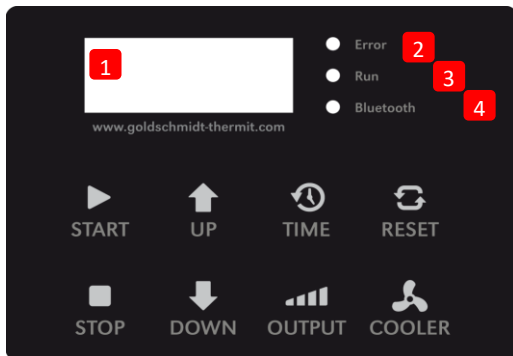 1
Error 2
Run 3
Bluetooth 4
www.goldschmidt-thermit.com
START UP TIME RESET
STOP DOWN OUTPUT COOLER